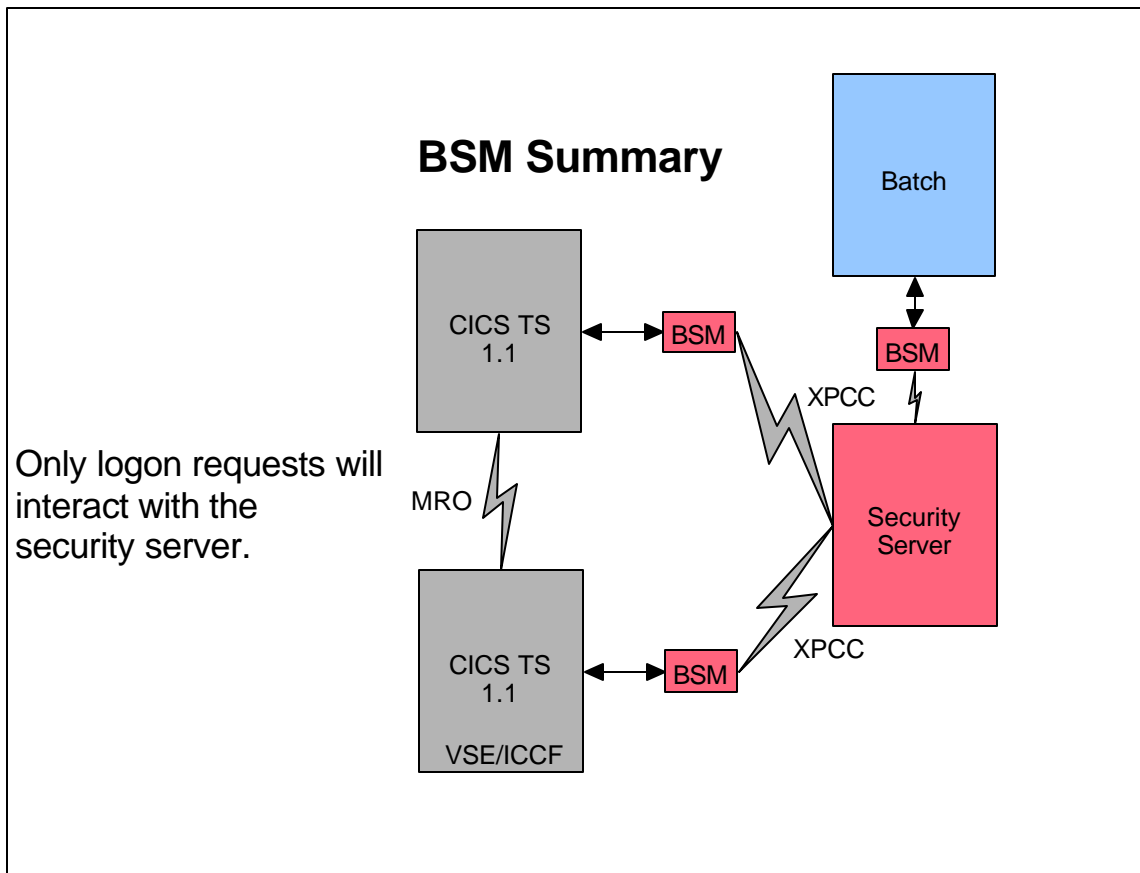 BSM Summary
Batch
CICS TS
1.1
BSM
BSM
XPCC
Only logon requests will
interact with the
security server.
MRO
Security
Server
CICS TS
1.1
VSE/ICCF
BSM
XPCC